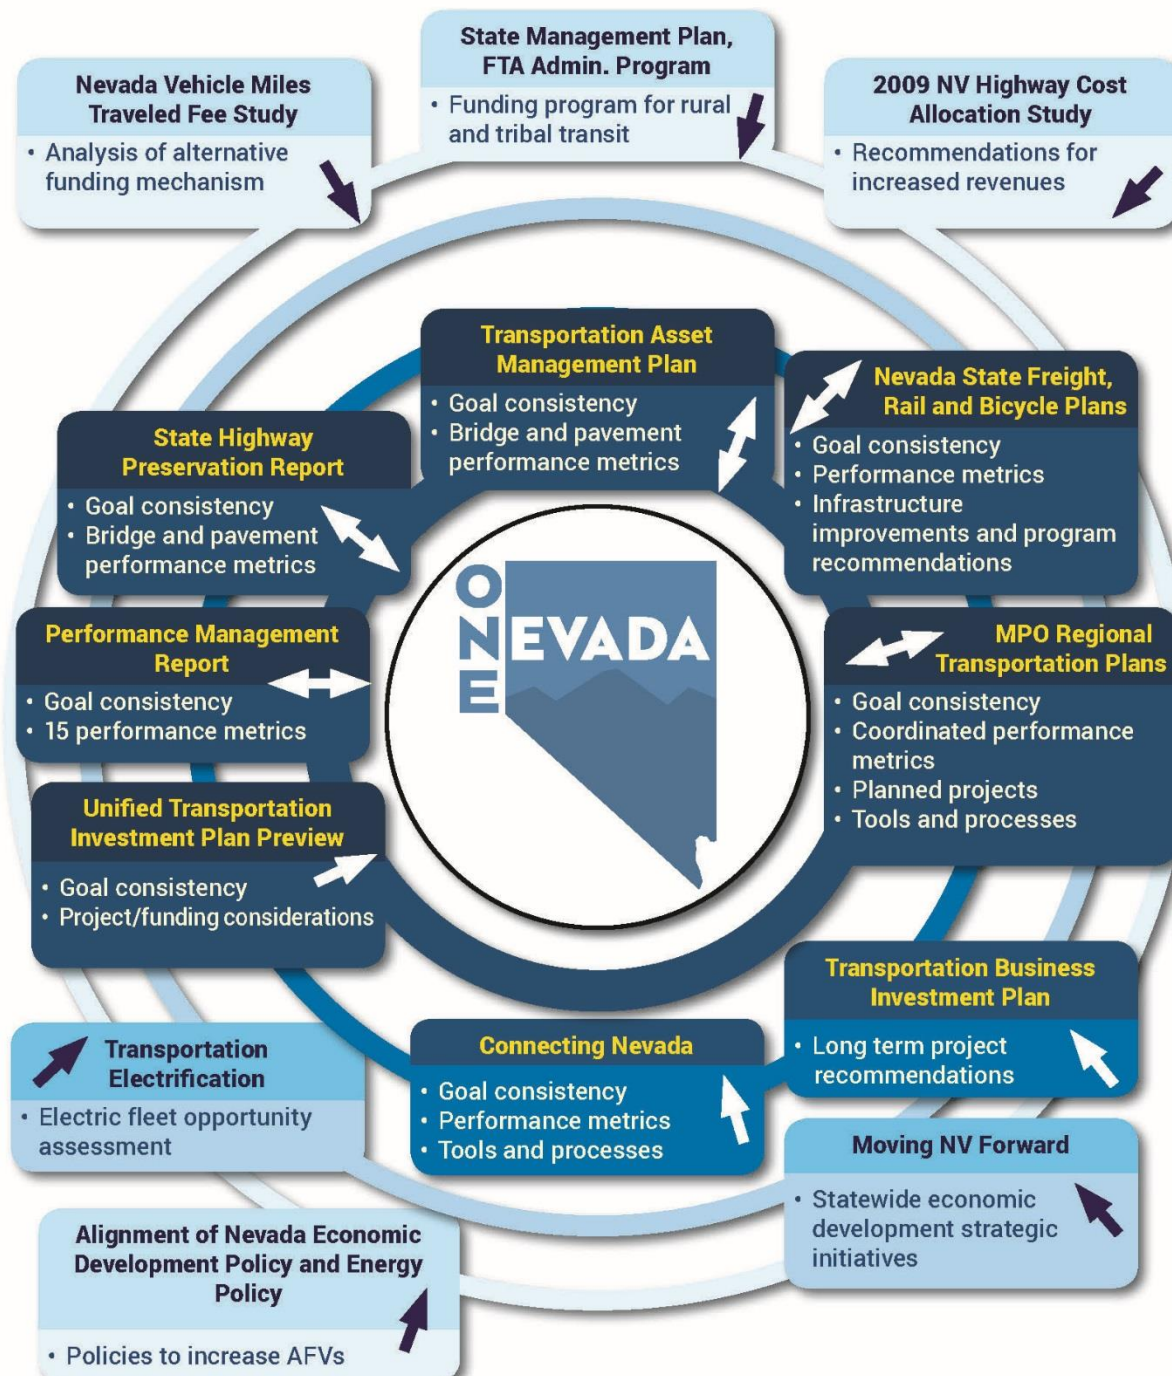 Nevada Vehicle Miles
Traveled Fee Study
• Analysis of alternative
funding mechanism
State Management Plan,
FTA Admin. Program
• Funding program for rural
and tribal transit
2009 NV Highway Cost
Allocation Study
• Recommendations for
increased revenues
Transportation Asset
Management Plan
• Goal consistency
• Bridge and pavement
performance metrics
Nevada State Freight,
Rail and Bicycle Plans
• Goal consistency
• Performance metrics
• Infrastructure
improvements and program
recommendations
State Highway
Preservation Report
• Goal consistency
• Bridge and pavement
performance metrics
ONE
NEVADA
Performance Management
Report
• Goal consistency
• 15 performance metrics
MPO Regional
Transportation Plans
• Goal consistency
• Coordinated performance
metrics
• Planned projects
• Tools and processes
Unified Transportation
Investment Plan Preview
• Goal consistency
• Project/funding considerations
Transportation Business
Investment Plan
• Long term project
recommendations
Connecting Nevada
• Goal consistency
• Performance metrics
• Tools and processes
Transportation
Electrification
• Electric fleet opportunity
assessment
Moving NV Forward
• Statewide economic
development strategic
initiatives
Alignment of Nevada Economic
Development Policy and Energy
Policy
• Policies to increase AFVs